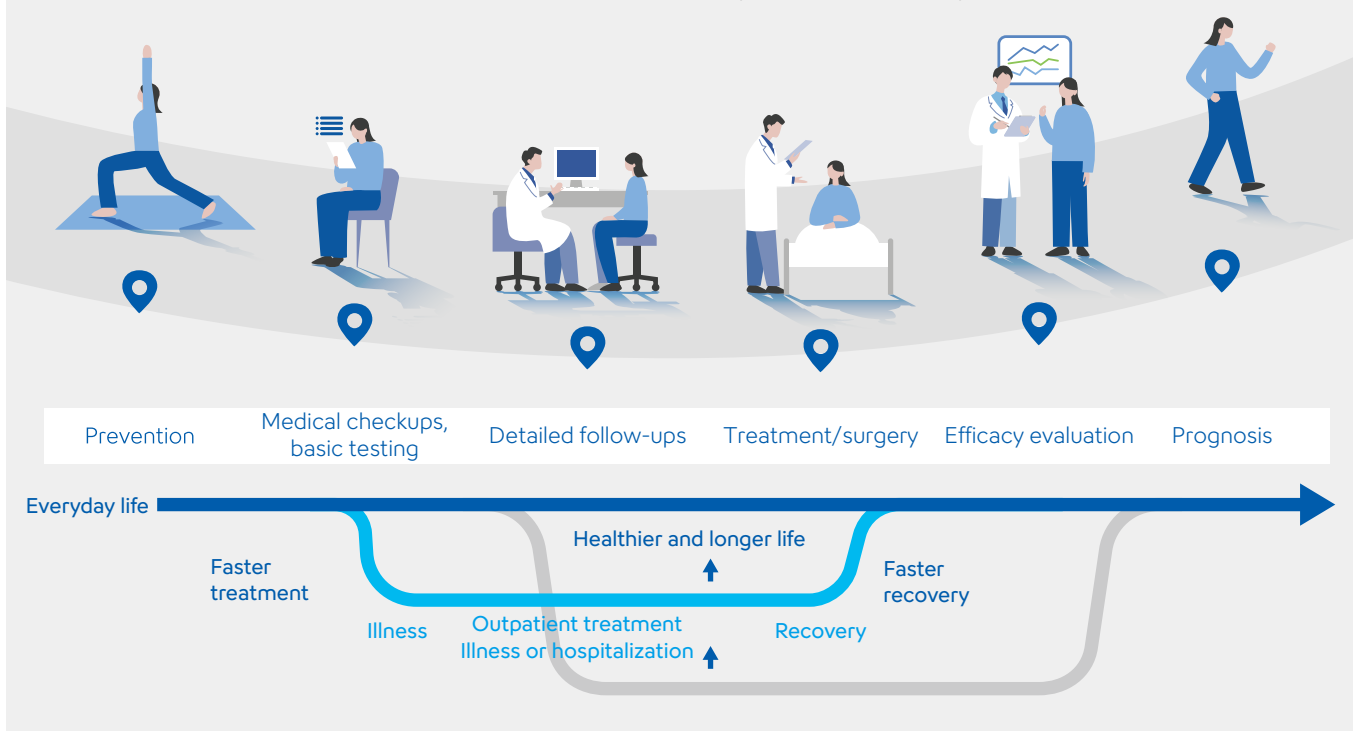 Prevention
Medical checkups,
basic testing
Detailed follow-ups
Treatment/surgery
Efficacy evaluation
Prognosis
Everyday life
Healthier and longer life
Faster
treatment
Faster
recovery
Illness
Outpatient treatment
Illness or hospitalization
Recovery